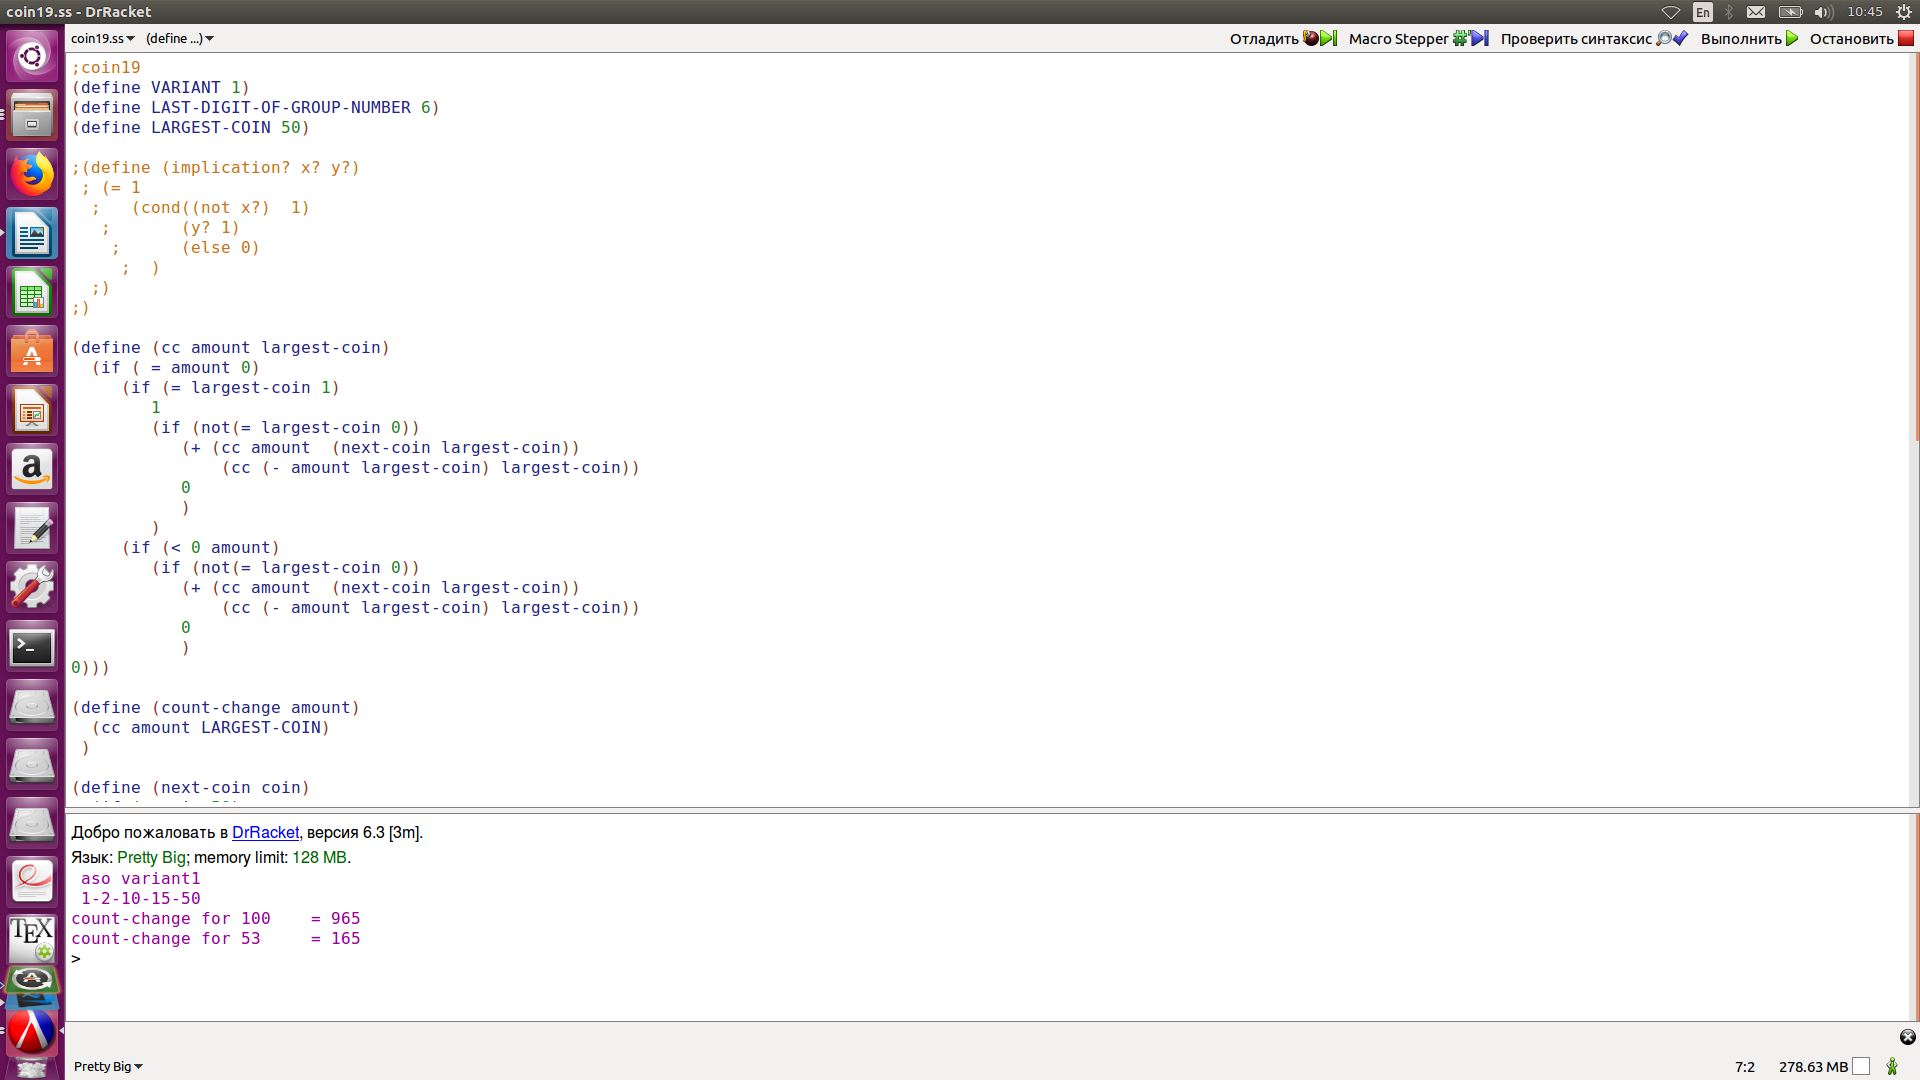 coin19.ss - DrRacket
En
10:45
coin19.ss (define ...)
Отладить Macro Stepper Проверить синтаксис Выполнить Остановить
;coin19
(define VARIANT 1)
(define LAST-DIGIT-OF-GROUP-NUMBER 6)
(define LARGEST-COIN 50)
;(define (implication? x? y?)
; (= 1
;   (cond((not x?)  1)
;       (y? 1)
;      (else 0)
;  )
;)
;)
(define (cc amount largest-coin)
(if ( = amount 0)
(if (= largest-coin 1)
1
(if (not(= largest-coin 0))
(+ (cc amount  (next-coin largest-coin))
(cc (- amount largest-coin) largest-coin))
0
)
)
(if (< 0 amount)
(if (not(= largest-coin 0))
(+ (cc amount  (next-coin largest-coin))
(cc (- amount largest-coin) largest-coin))
0
)
0)))
(define (count-change amount)
(cc amount LARGEST-COIN)
)
(define (next-coin coin)
Добро пожаловать в DrRacket, версия 6.3 [3m].
Язык: Pretty Big; memory limit: 128 MB.
aso variant1
1-2-10-15-50
count-change for 100    = 965
count-change for 53     = 165
>
a
TEX
Pretty Big
7:2
278.63 MB